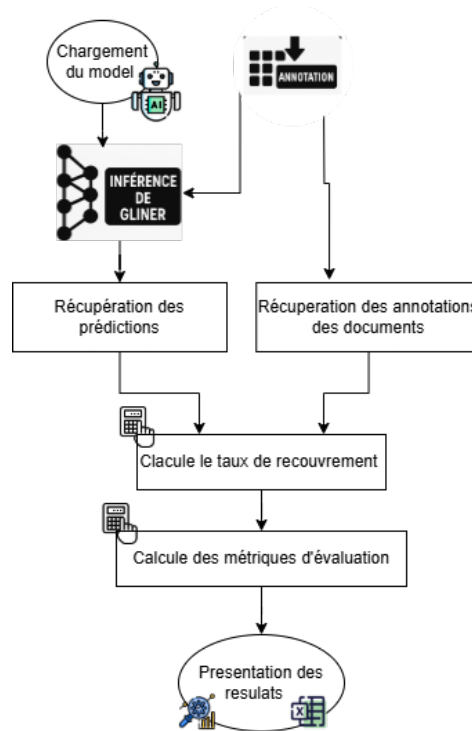 Chargement
du model
AI
ANNOTATION
INFÉRENCE
DE
GLINER
Récupération des
prédictions
Récuperation des annotations
des documents
Clacule le taux de recouvrement
Calcule des métriques d'évaluation
Presentation des
resulats
X